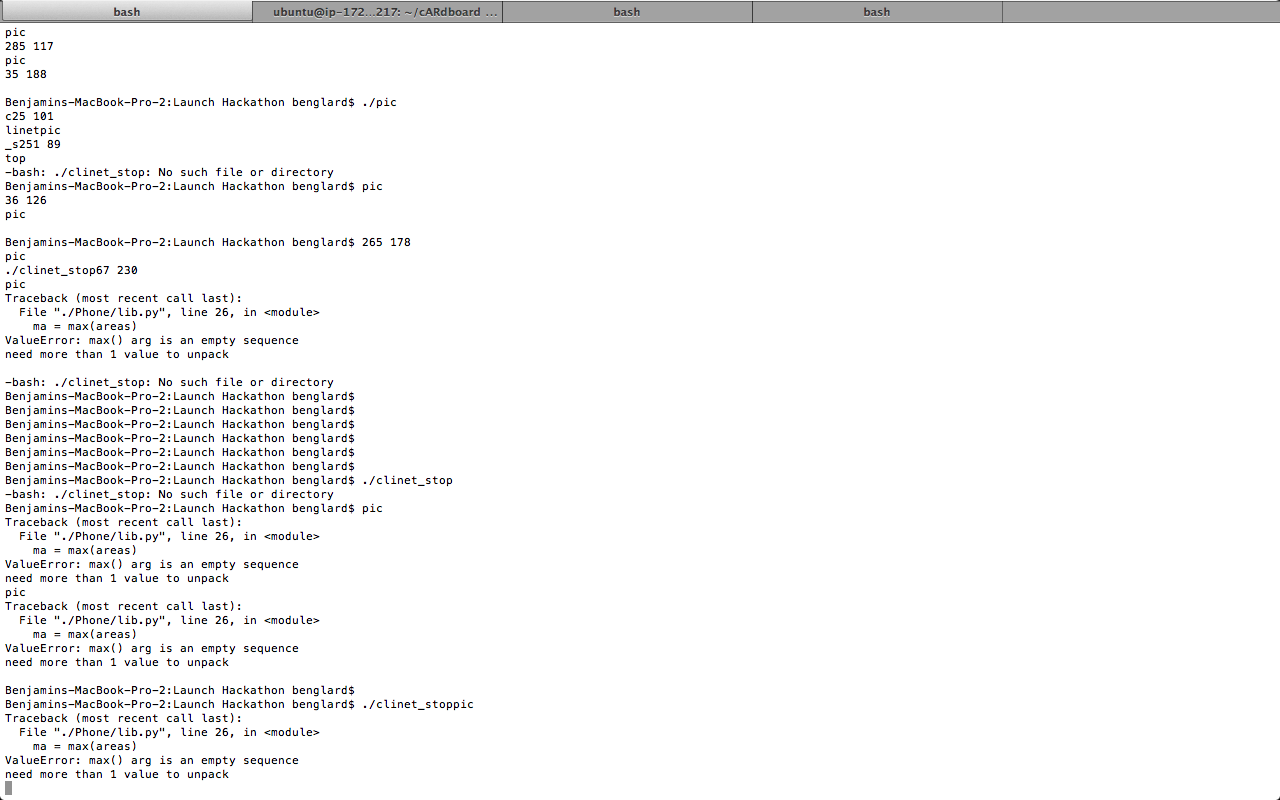 bash
ubuntu@ip-172...217: ~/cARdboard ...
bash
bash
pic
285 117
pic
35 188
Benjamins-MacBook-Pro-2:Launch Hackathon benglard$ ./pic
c25 101
linetpic
_s251 89
top
-bash: ./clinet_stop: No such file or directory
Benjamins-MacBook-Pro-2:Launch Hackathon benglard$ pic
36 126
pic
Benjamins-MacBook-Pro-2:Launch Hackathon benglard$ 265 178
pic
./clinet_stop67 230
pic
Traceback (most recent call last):
  File "./Phone/lib.py", line 26, in <module>
    ma = max(areas)
ValueError: max() arg is an empty sequence
need more than 1 value to unpack
-bash: ./clinet_stop: No such file or directory
Benjamins-MacBook-Pro-2:Launch Hackathon benglard$
Benjamins-MacBook-Pro-2:Launch Hackathon benglard$
Benjamins-MacBook-Pro-2:Launch Hackathon benglard$
Benjamins-MacBook-Pro-2:Launch Hackathon benglard$
Benjamins-MacBook-Pro-2:Launch Hackathon benglard$
Benjamins-MacBook-Pro-2:Launch Hackathon benglard$
Benjamins-MacBook-Pro-2:Launch Hackathon benglard$ ./clinet_stop
-bash: ./clinet_stop: No such file or directory
Benjamins-MacBook-Pro-2:Launch Hackathon benglard$ pic
Traceback (most recent call last):
  File "./Phone/lib.py", line 26, in <module>
    ma = max(areas)
ValueError: max() arg is an empty sequence
need more than 1 value to unpack
pic
Traceback (most recent call last):
  File "./Phone/lib.py", line 26, in <module>
    ma = max(areas)
ValueError: max() arg is an empty sequence
need more than 1 value to unpack
Benjamins-MacBook-Pro-2:Launch Hackathon benglard$
Benjamins-MacBook-Pro-2:Launch Hackathon benglard$ ./clinet_stoppic
Traceback (most recent call last):
  File "./Phone/lib.py", line 26, in <module>
    ma = max(areas)
ValueError: max() arg is an empty sequence
need more than 1 value to unpack